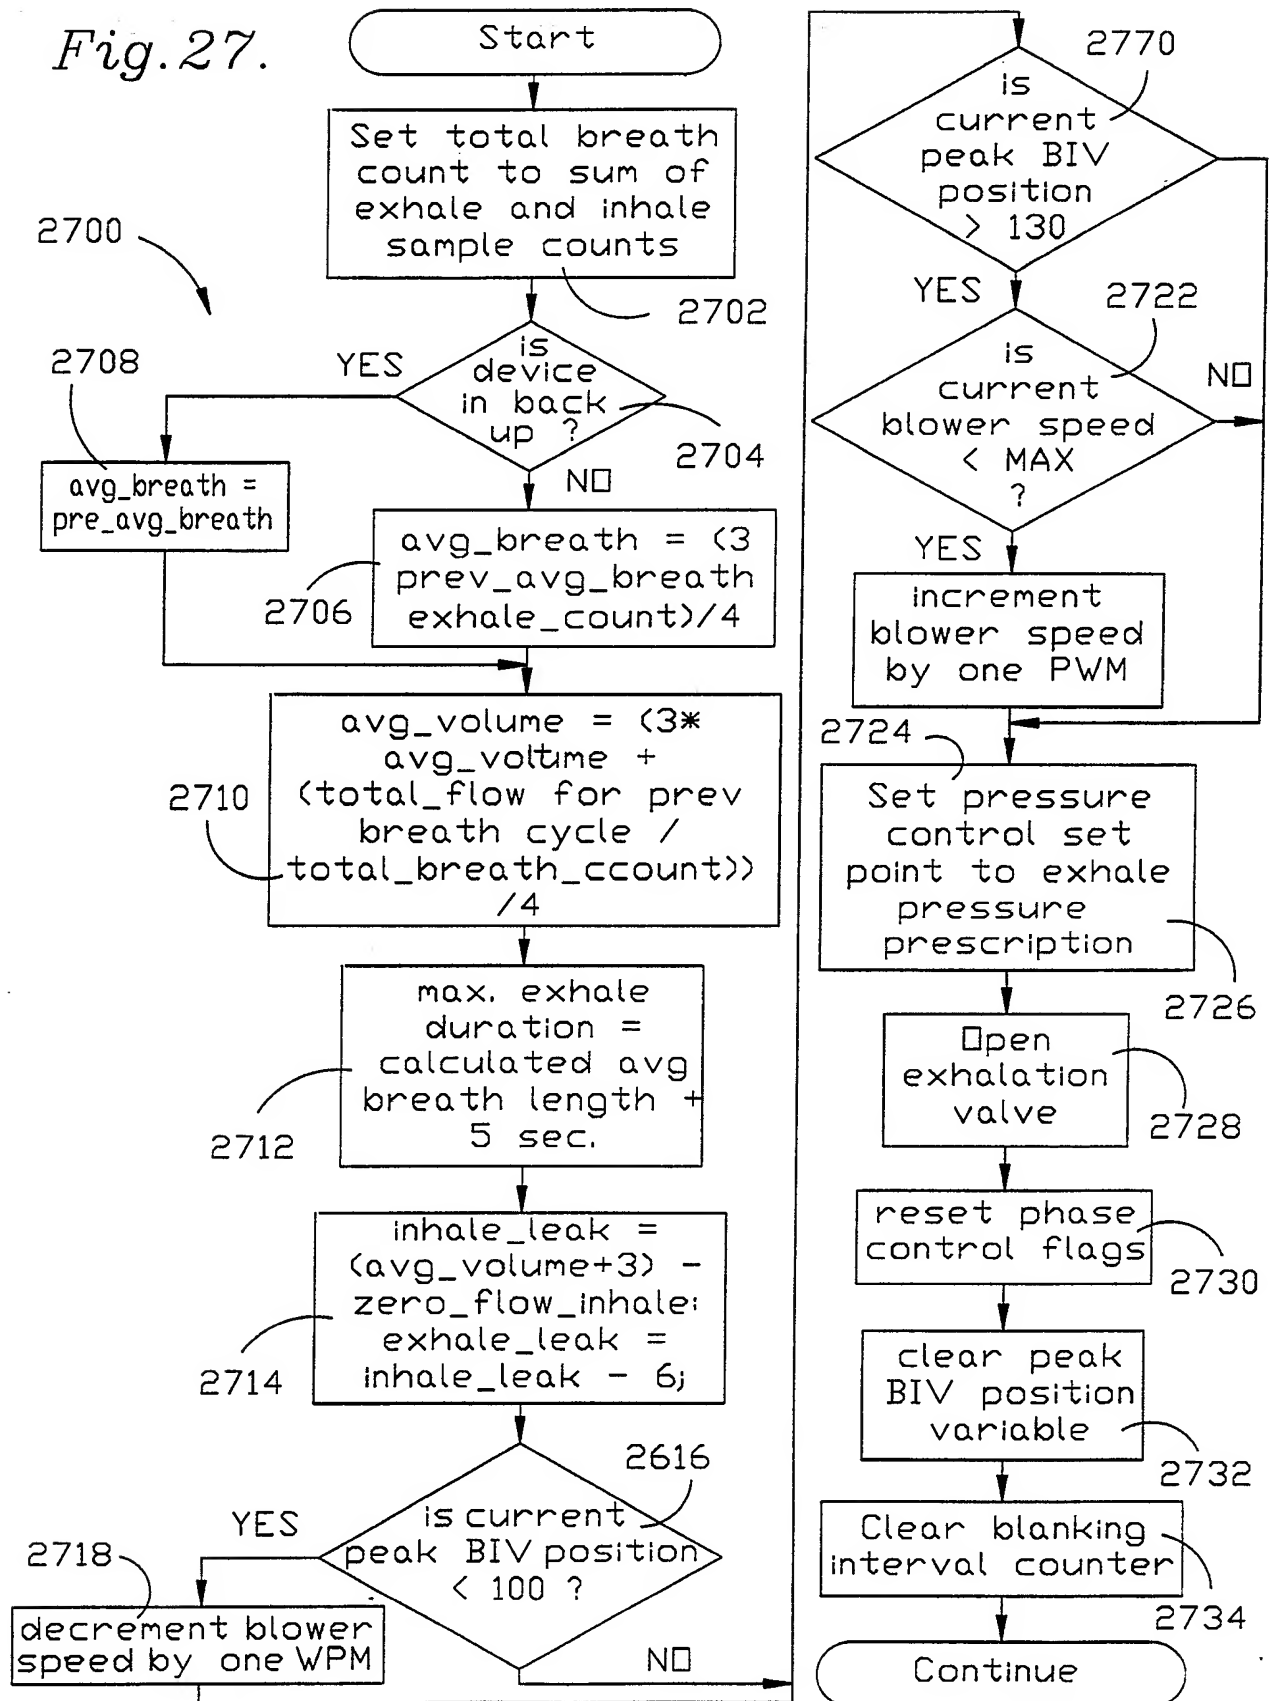 Fig.27.
Start
Set total breath
count to sum of
exhale and inhale
sample counts
2700
2702
is
device
in back
up ?
2704
YES
2708
avg_breath =
pre_avg_breath
NO
avg_breath = (3
prev_avg_breath
exhale_count)/4
2706
avg_volume = (3*
avg_voltime +
(total_flow for prev
breath cycle /
total_breath_ccount))
/4
2710
max. exhale
duration =
calculated avg
breath length +
5 sec.
2712
inhale_leak =
(avg_volume+3) -
zero_flow_inhale;
exhale_leak =
inhale_leak - 6;
2714
2616
is current
peak BIV position
< 100 ?
YES
2718
decrement blower
speed by one WPM
NO
2770
is
current
peak BIV
position
> 130
YES
2722
is
current
blower speed
< MAX
?
NO
YES
increment
blower speed
by one PWM
2724
Set pressure
control set
point to exhale
pressure
prescription
2726
Open
exhalation
valve
2728
reset phase
control flags
2730
clear peak
BIV position
variable
2732
Clear blanking
interval counter
2734
Continue